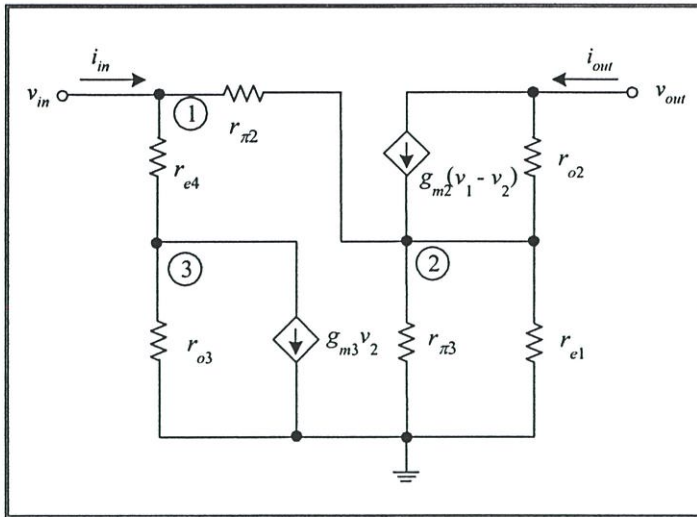 i_in
i_out
v_in
v_out
1
r_π2
r_e4
g_m2(v_1 - v_2)
r_o2
3
2
r_o3
g_m3 v_2
r_π3
r_e1